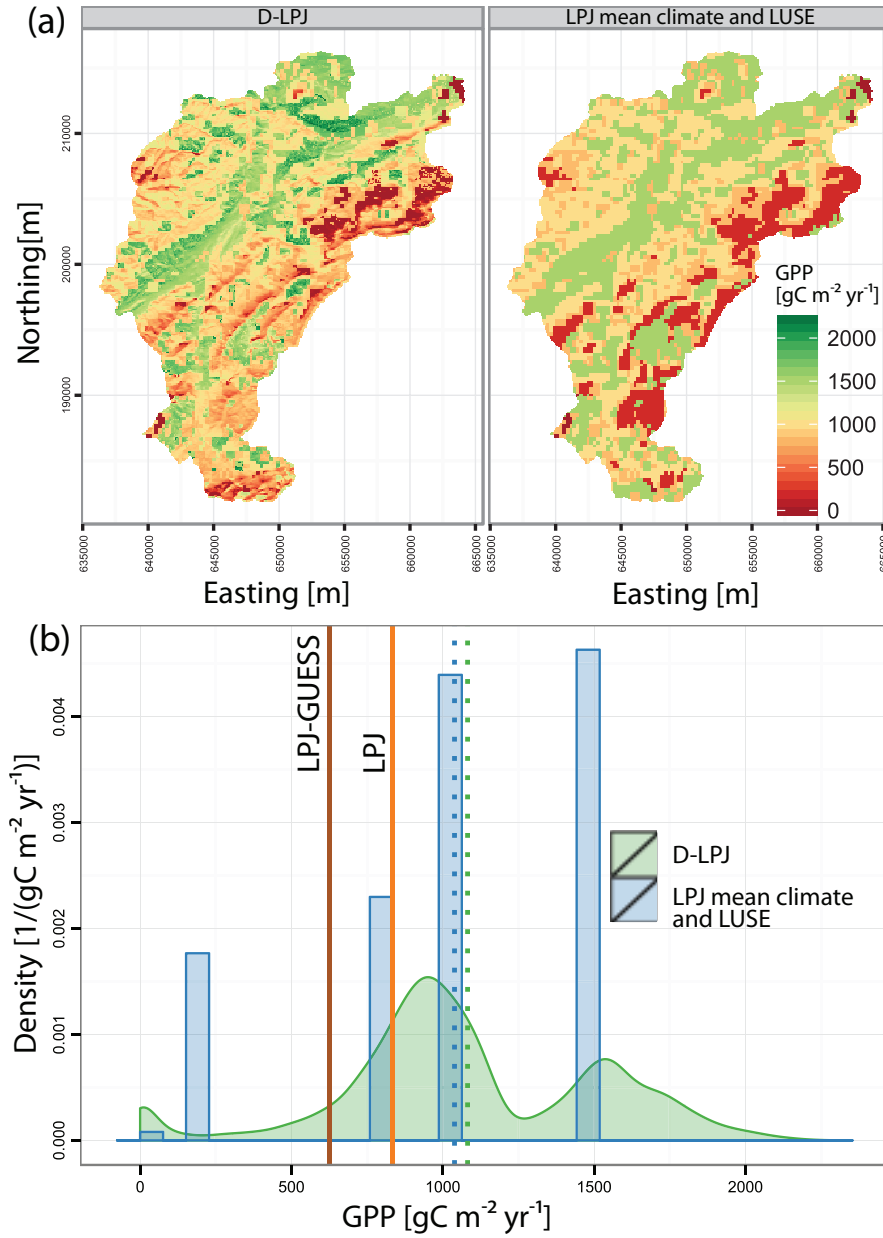 (a)
D-LPJ
LPJ mean climate and LUSE
Northing[m]
210000
200000
190000
GPP
[gC m⁻² yr⁻¹]
2000
1500
1000
500
0
635000
640000
645000
650000
655000
660000
665000
635000
640000
645000
650000
655000
660000
665000
Easting [m]
Easting [m]
(b)
LPJ-GUESS
LPJ
Density [1/(gC m⁻² yr⁻¹)]
0.004
0.003
0.002
0.001
0.000
D-LPJ
LPJ mean climate
and LUSE
0
500
1000
1500
2000
GPP [gC m⁻² yr⁻¹]